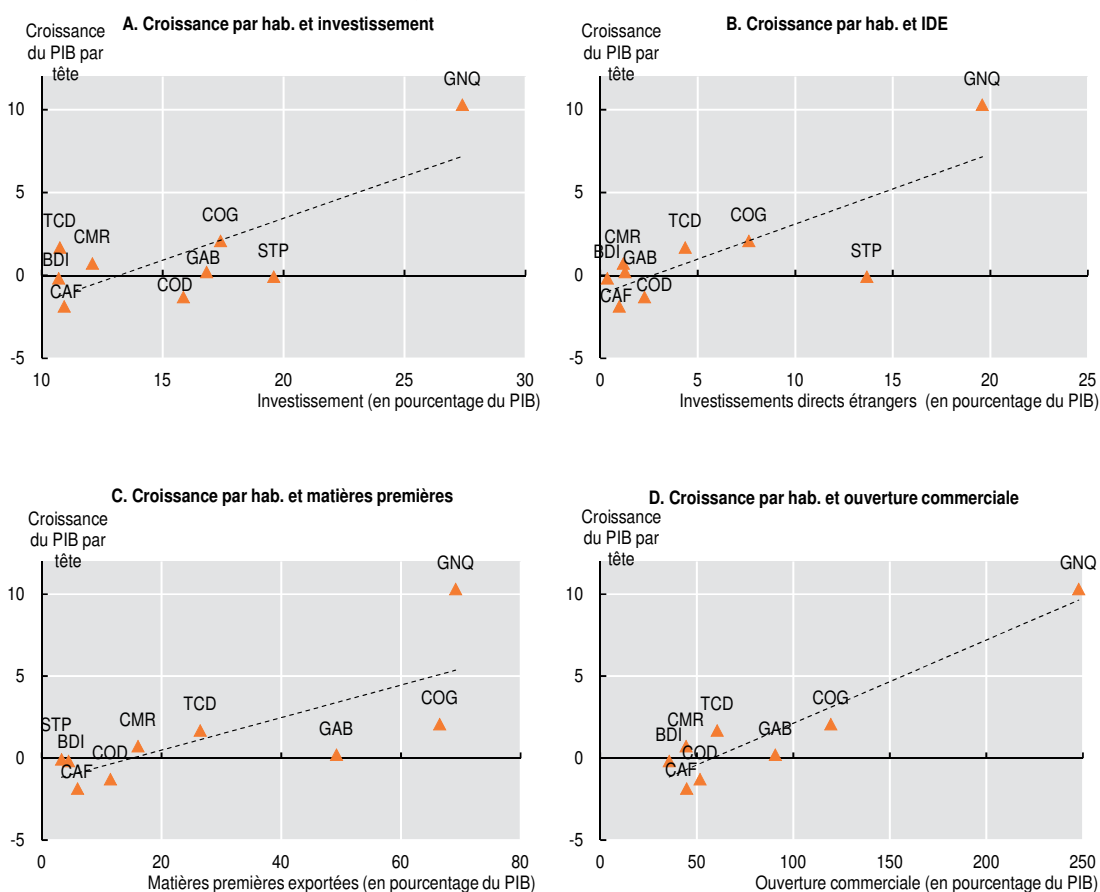 A. Croissance par hab. et investissement
Croissance
du PIB par
tête
10
5
0
-5
GNQ
TCD
CMR
COG
BDI
GAB
STP
CAF
COD
10 15 20 25 30
Investissement (en pourcentage du PIB)
B. Croissance par hab. et IDE
Croissance
du PIB par
tête
10
5
0
-5
GNQ
TCD
COG
CMR
BDI GAB
STP
CAF
COD
0 5 10 15 20 25
Investissements directs étrangers (en pourcentage du PIB)
C. Croissance par hab. et matières premières
Croissance
du PIB par
tête
10
5
0
-5
GNQ
TCD
COG
STP
CMR
GAB
BDI
COD
CAF
0 20 40 60 80
Matières premières exportées (en pourcentage du PIB)
D. Croissance par hab. et ouverture commerciale
Croissance
du PIB par
tête
10
5
0
-5
GNQ
TCD
COG
CMR
BDI
GAB
COD
CAF
0 50 100 150 200 250
Ouverture commerciale (en pourcentage du PIB)